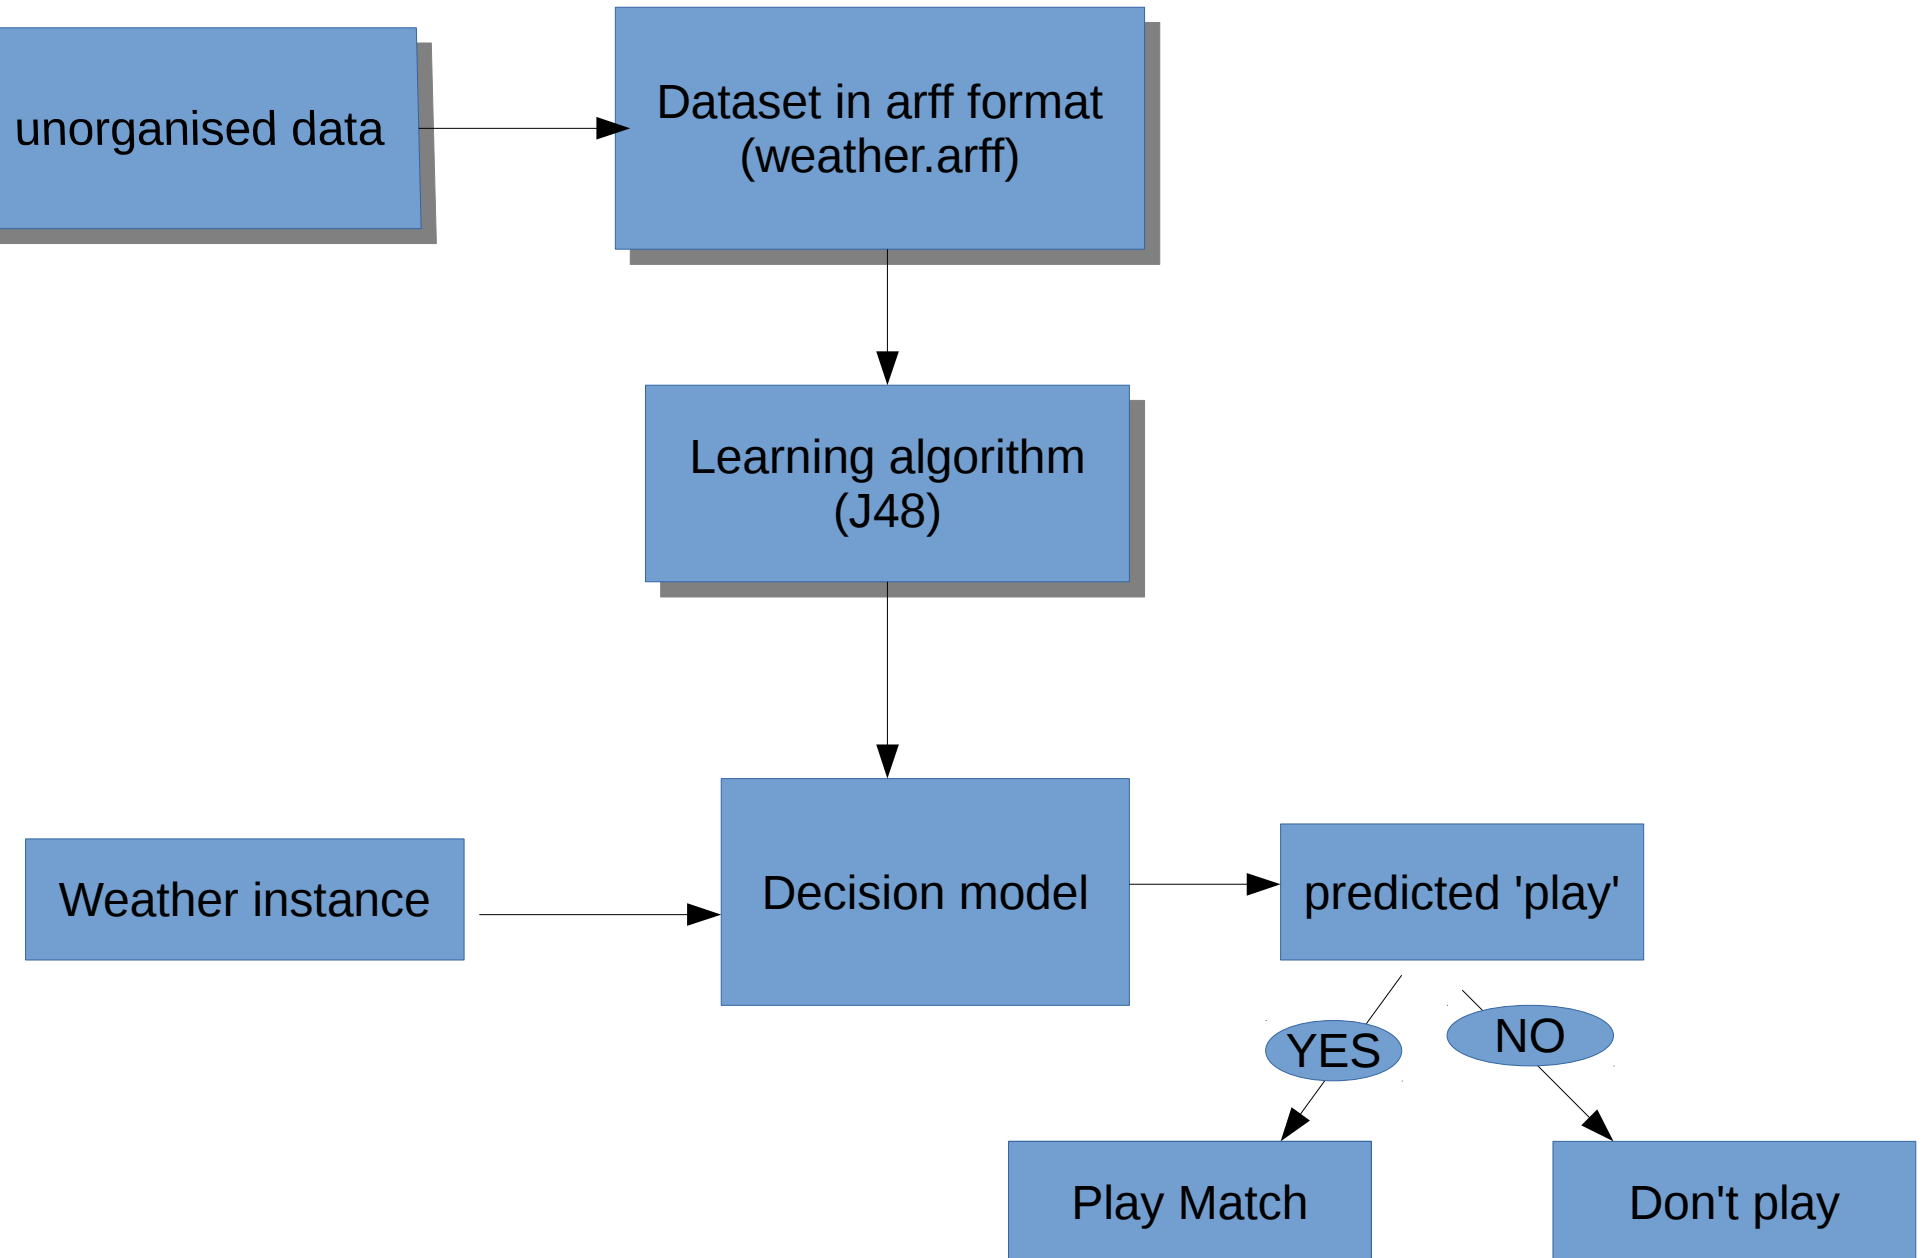 unorganised data
Dataset in arff format
(weather.arff)
Learning algorithm
(J48)
Weather instance
Decision model
predicted 'play'
YES
NO
Play Match
Don't play